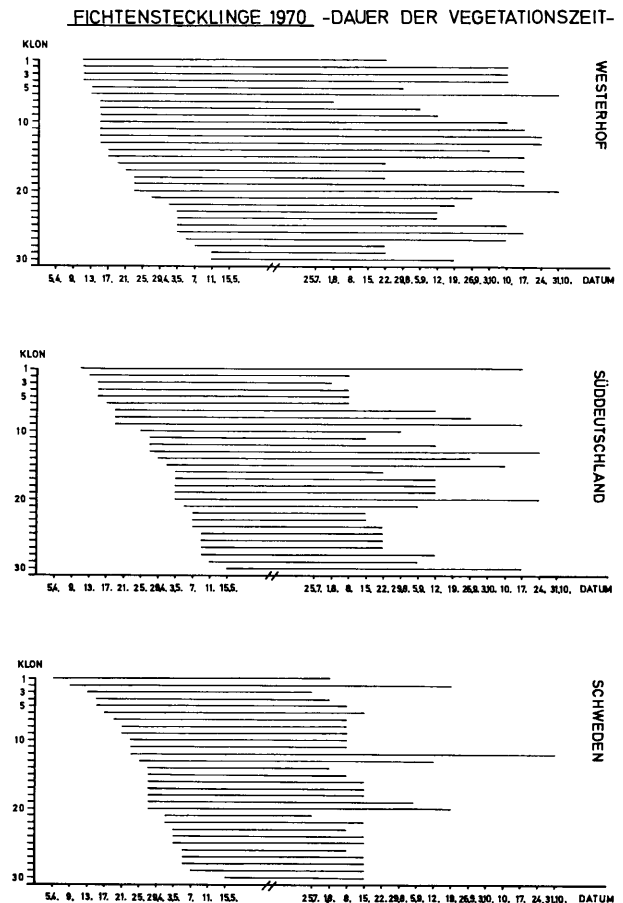 FICHTENSTECKLINGE 1970 -DAUER DER VEGETATIONSZEIT-
KLON
1
3
5
10
20
30
5,4. 9. 13. 17. 21. 25. 29,4. 3,5. 7. 11. 15,5. 25,7. 1,8. 8. 15. 22. 29,8. 5,9. 12. 19. 26,9. 3,10. 10. 17. 24. 31,10. DATUM
WESTERHOF
KLON
1
3
5
10
20
30
5,4. 9. 13. 17. 21. 25. 29,4. 3,5. 7. 11. 15,5. 25,7. 1,8. 8. 15. 22. 29,8. 5,9. 12. 19. 26,9. 3,10. 10. 17. 24. 31,10. DATUM
SÜDDEUTSCHLAND
KLON
1
3
5
10
20
30
5,4. 9. 13. 17. 21. 25. 29,4. 3,5. 7. 11. 15,5. 25,7. 1,8. 8. 15. 22. 29,8. 5,9. 12. 19. 26,9. 3,10. 10. 17. 24. 31,10. DATUM
SCHWEDEN